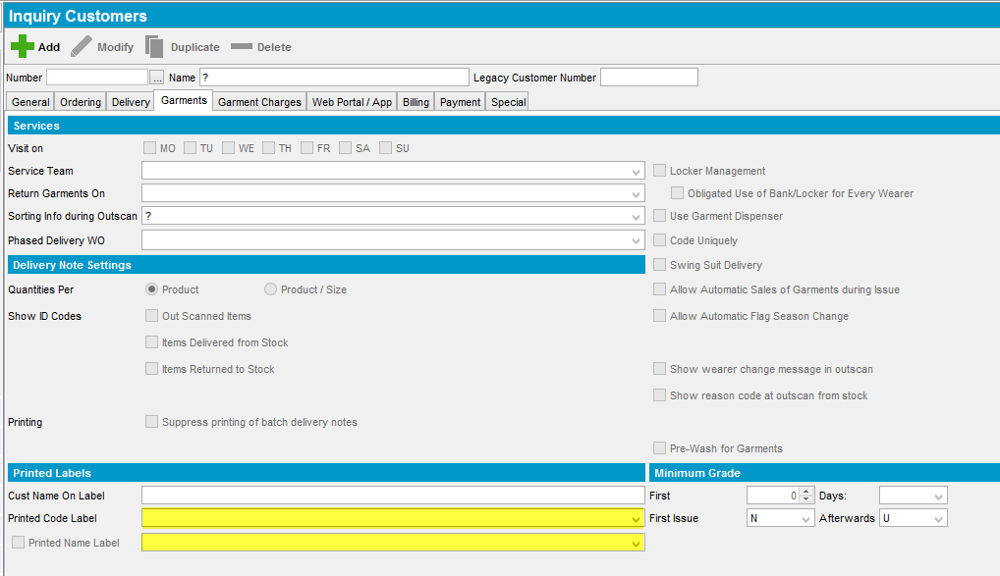 Inquiry Customers
Add Modify Duplicate Delete
Number ... Name ? Legacy Customer Number
General Ordering Delivery Garments Garment Charges Web Portal / App Billing Payment Special
Services
Visit on MO TU WE TH FR SA SU
Service Team Locker Management
Return Garments On Obligated Use of Bank/Locker for Every Wearer
Sorting Info during Outscan ? Use Garment Dispenser
Phased Delivery WO Code Uniquely
Delivery Note Settings Swing Suit Delivery
Quantities Per Product Product / Size Allow Automatic Sales of Garments during Issue
Show ID Codes Out Scanned Items Allow Automatic Flag Season Change
Items Delivered from Stock
Items Returned to Stock Show wearer change message in outscan
Show reason code at outscan from stock
Printing Suppress printing of batch delivery notes
Pre-Wash for Garments
Printed Labels Minimum Grade
Cust Name On Label First 0 Days:
Printed Code Label First Issue N Afterwards U
Printed Name Label